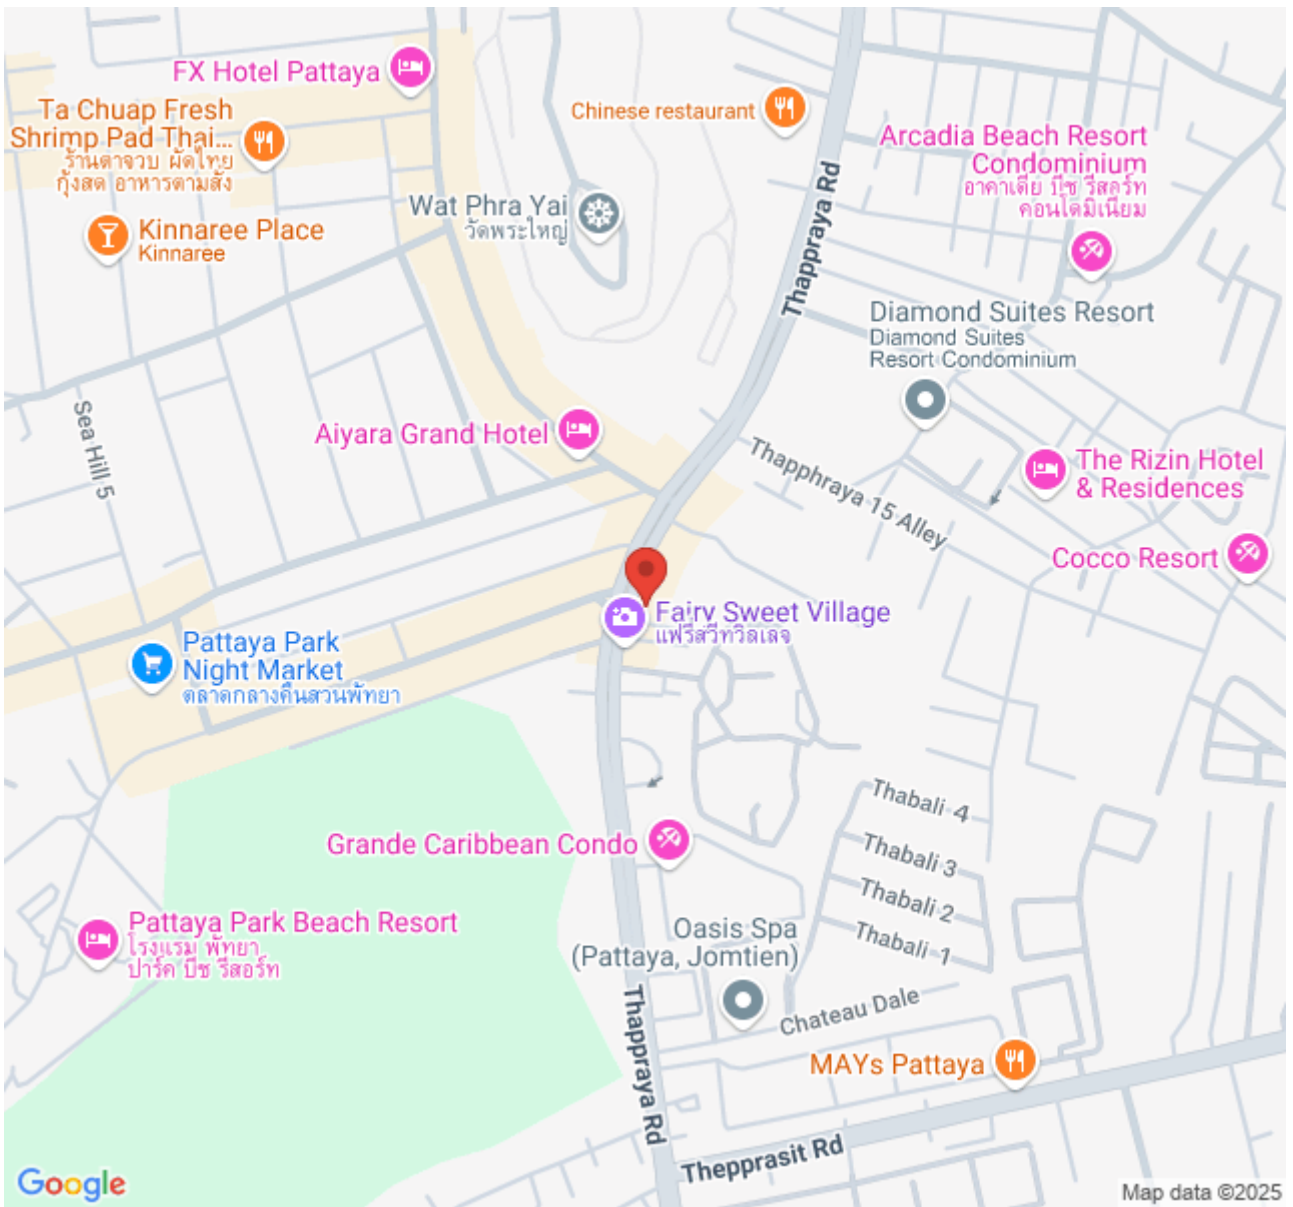 FX Hotel Pattaya
Ta Chuap Fresh
Shrimp Pad Thai...
ร้านตาจวบ ผัดไทย
กุ้งสด อาหารตามสั่ง
Chinese restaurant
Arcadia Beach Resort
Condominium
อาคาเดีย บีช รีสอร์ท
คอนโดมิเนียม
Wat Phra Yai
วัดพระใหญ่
Kinnaree Place
Kinnaree
Thappraya Rd
Diamond Suites Resort
Diamond Suites
Resort Condominium
Sea Hill 5
Aiyara Grand Hotel
Thapphraya 15 Alley
The Rizin Hotel
& Residences
Cocco Resort
Fairy Sweet Village
แฟรีสวีทวิลเลจ
Pattaya Park
Night Market
ตลาดกลางคืนสวนพัทยา
Thabali 4
Grande Caribbean Condo
Thabali 3
Thabali 2
Thabali 1
Pattaya Park Beach Resort
โรงแรม พัทยา
ปาร์ค บีช รีสอร์ท
Oasis Spa
(Pattaya, Jomtien)
Chateau Dale
Thappraya Rd
MAYs Pattaya
Thepprasit Rd
Google
Map data ©2025